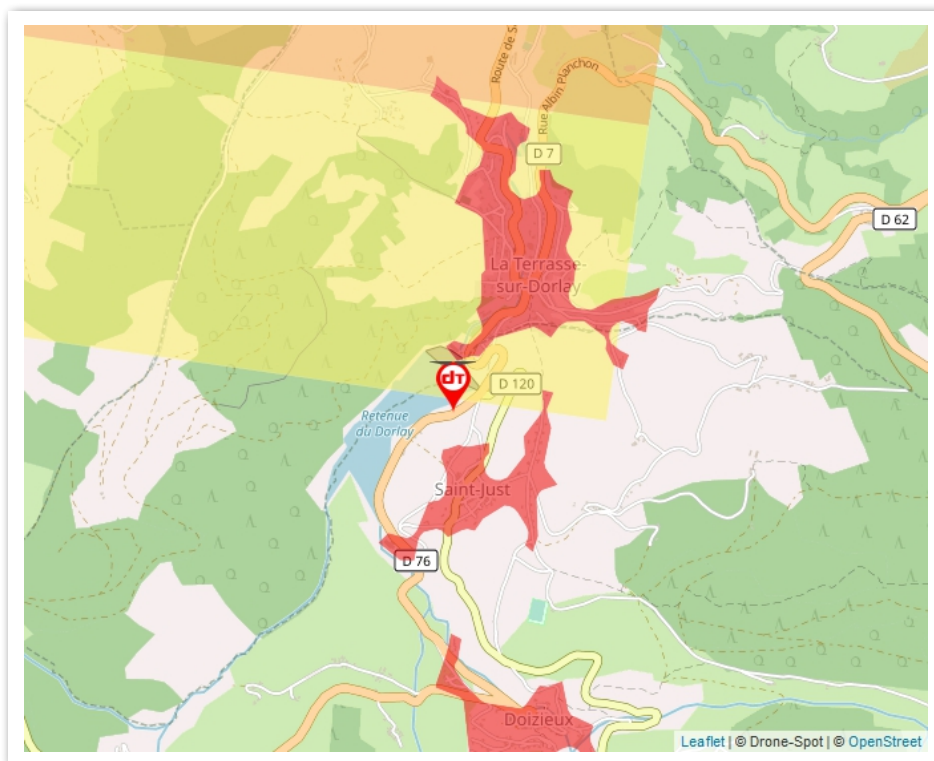 Route de S
Rue Albin Planchon
D 7
D 62
La Terrasse-
sur-Dorlay
D 120
Retenue
du Dorlay
Saint-Just
D 76
Doizieux
Leaflet | © Drone-Spot | © OpenStreet